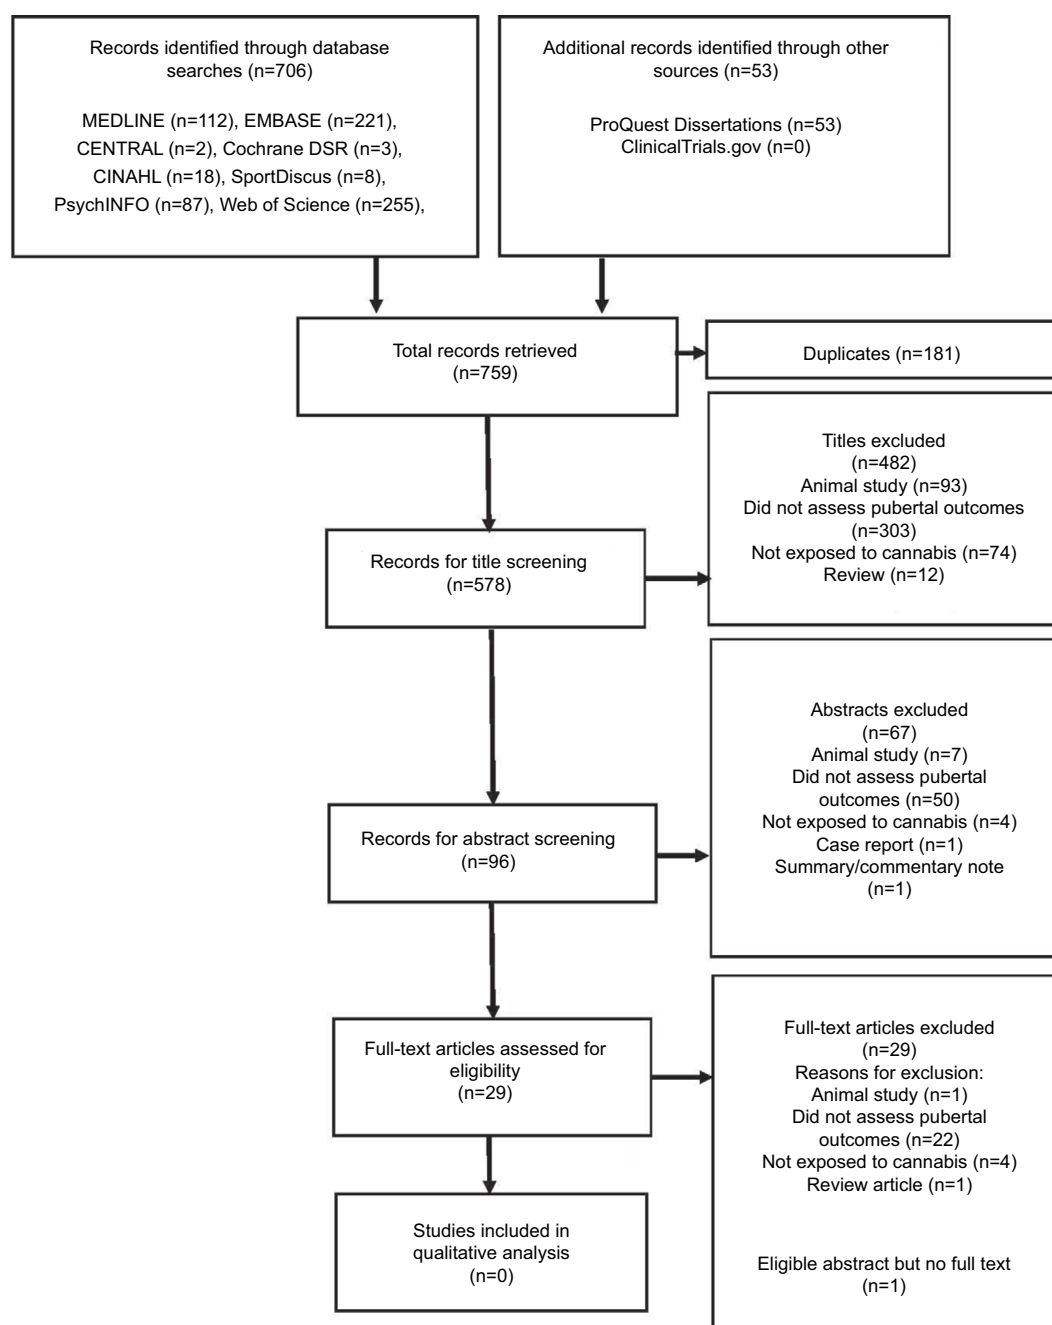 Records identified through database
searches (n=706)
MEDLINE (n=112), EMBASE (n=221),
CENTRAL (n=2), Cochrane DSR (n=3),
CINAHL (n=18), SportDiscus (n=8),
PsychINFO (n=87), Web of Science (n=255),
Additional records identified through other
sources (n=53)
ProQuest Dissertations (n=53)
ClinicalTrials.gov (n=0)
Total records retrieved
(n=759)
Duplicates (n=181)
Records for title screening
(n=578)
Titles excluded
(n=482)
Animal study (n=93)
Did not assess pubertal outcomes
(n=303)
Not exposed to cannabis (n=74)
Review (n=12)
Records for abstract screening
(n=96)
Abstracts excluded
(n=67)
Animal study (n=7)
Did not assess pubertal
outcomes (n=50)
Not exposed to cannabis (n=4)
Case report (n=1)
Summary/commentary note
(n=1)
Full-text articles assessed for
eligibility
(n=29)
Full-text articles excluded
(n=29)
Reasons for exclusion:
Animal study (n=1)
Did not assess pubertal
outcomes (n=22)
Not exposed to cannabis (n=4)
Review article (n=1)
Eligible abstract but no full text
(n=1)
Studies included in
qualitative analysis
(n=0)